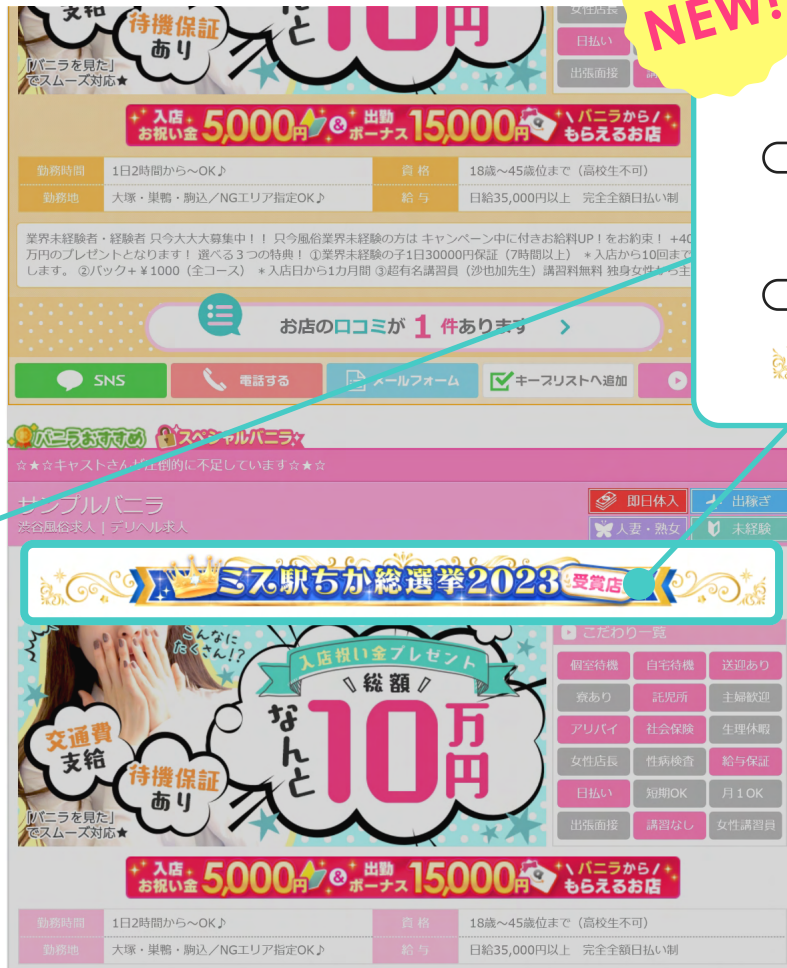 NEW!
支給
待機保証
あり
「バニラを見た」
でスムーズ対応★
なんと
10万円
女性店長
日払い
出張面接
入店
お祝い金 5,000円 & 出勤
ボーナス 15,000円 バニラから
もらえるお店
勤務時間 1日2時間から～OK♪ 資格 18歳～45歳位まで（高校生不可)
勤務地 大塚・巣鴨・駒込／NGエリア指定OK♪ 給与 日給35,000円以上 完全全額日払い制
業界未経験者・経験者 只今大大大募集中！！ 只今風俗業界未経験の方は キャンペーン中に付きお給料UP！をお約束！ +40
万円のプレゼントとなります！ 選べる３つの特典！ ①業界未経験の子1日30000円保証（7時間以上） ＊入店から10回まで
します。 ②バック+￥1000（全コース） ＊入店日から1カ月間 ③超有名講習員（沙也加先生）講習料無料 独身女性から主
お店の口コミが 1 件あります
SNS 電話する メールフォーム キープリストへ追加
バニラおすすめ スペシャルバニラ
☆★☆キャストさんが圧倒的に不足しています☆★☆
サンプルバニラ
渋谷風俗求人 | デリヘル求人
即日体入 出稼ぎ
人妻・熟女 未経験
ミス駅ちか総選挙2023 受賞店
こんなに
たくさん!?
入店祝い金プレゼント
総額
なんと
10万円
交通費
支給
待機保証
あり
「バニラを見た」
でスムーズ対応★
こだわり一覧
個室待機 自宅待機 送迎あり
寮あり 託児所 主婦歓迎
アリバイ 社会保険 生理休暇
女性店長 性病検査 給与保証
日払い 短期OK 月１OK
出張面接 講習なし 女性講習員
入店
お祝い金 5,000円 & 出勤
ボーナス 15,000円 バニラから
もらえるお店
勤務時間 1日2時間から～OK♪ 資格 18歳～45歳位まで（高校生不可)
勤務地 大塚・巣鴨・駒込／NGエリア指定OK♪ 給与 日給35,000円以上 完全全額日払い制